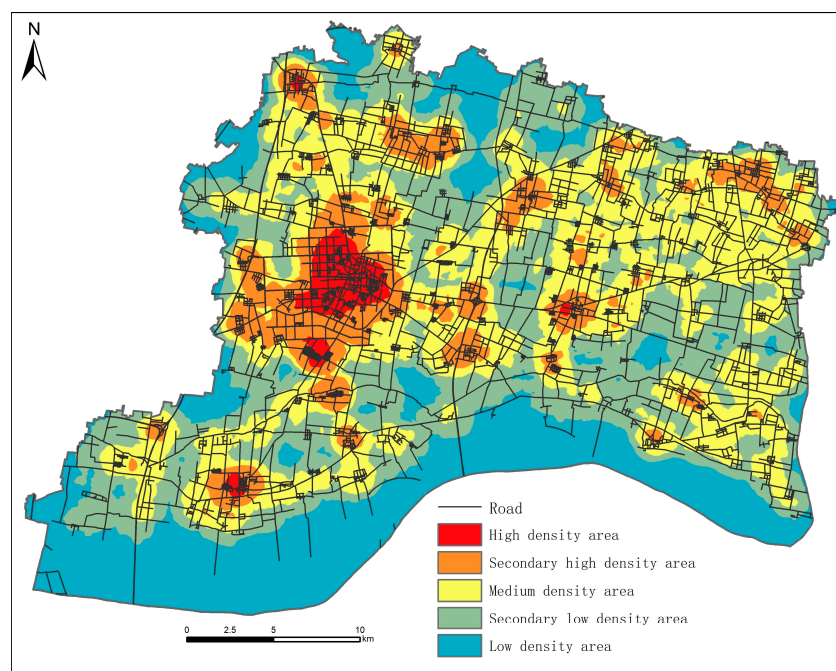 N
Road
High density area
Secondary high density area
Medium density area
Secondary low density area
Low density area
0 2.5 5 10
km